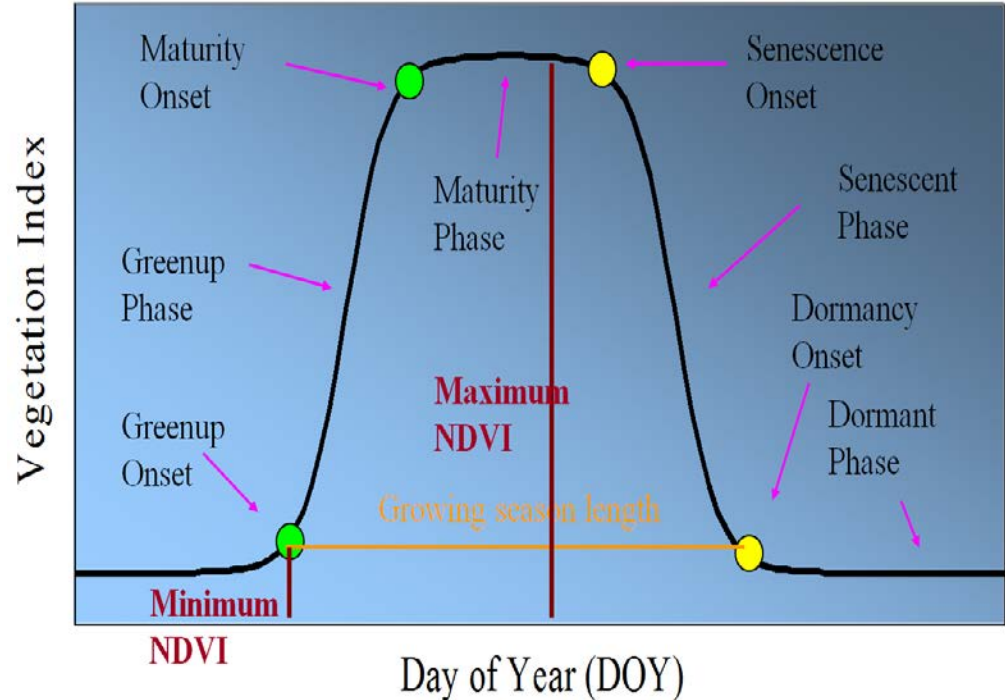 Vegetation Index
Maturity
Onset
Senescence
Onset
Maturity
Phase
Senescent
Phase
Greenup
Phase
Dormancy
Onset
Maximum
NDVI
Greenup
Onset
Dormant
Phase
Growing season length
Minimum
NDVI
Day of Year (DOY)